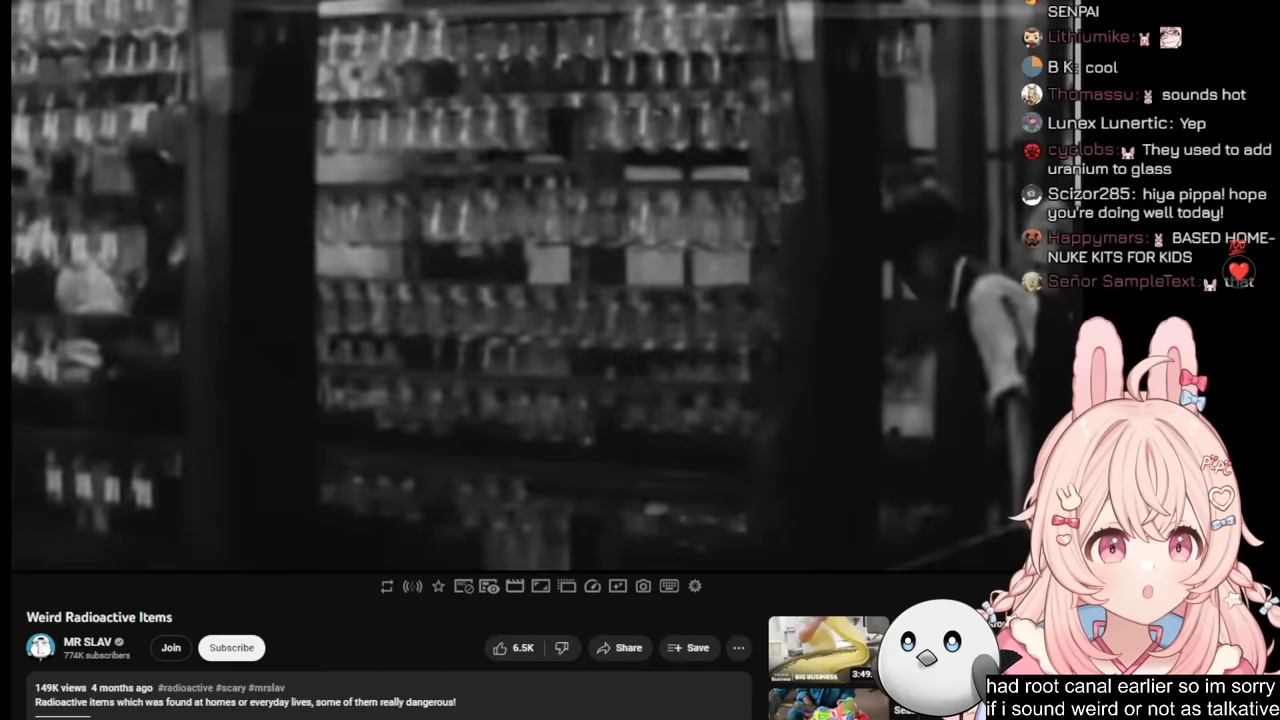 SENPAI
Lithiumike:
B K: cool
Thomassu: sounds hot
Lunex Lunertic: Yep
cyclobs: They used to add
uranium to glass
Scizor285: hiya pippa! hope
you're doing well today!
Happymars: BASED HOME-
NUKE KITS FOR KIDS
Señor SampleText: that
Pipi
Weird Radioactive Items
MR SLAV
774K subscribers
Join
Subscribe
6.5K
Share
Save
149K views 4 months ago #radioactive #scary #mrslav
Radioactive items which was found at homes or everyday lives, some of them really dangerous!
BIG BUSINESS
3:49
had root canal earlier so im sorry
if i sound weird or not as talkative